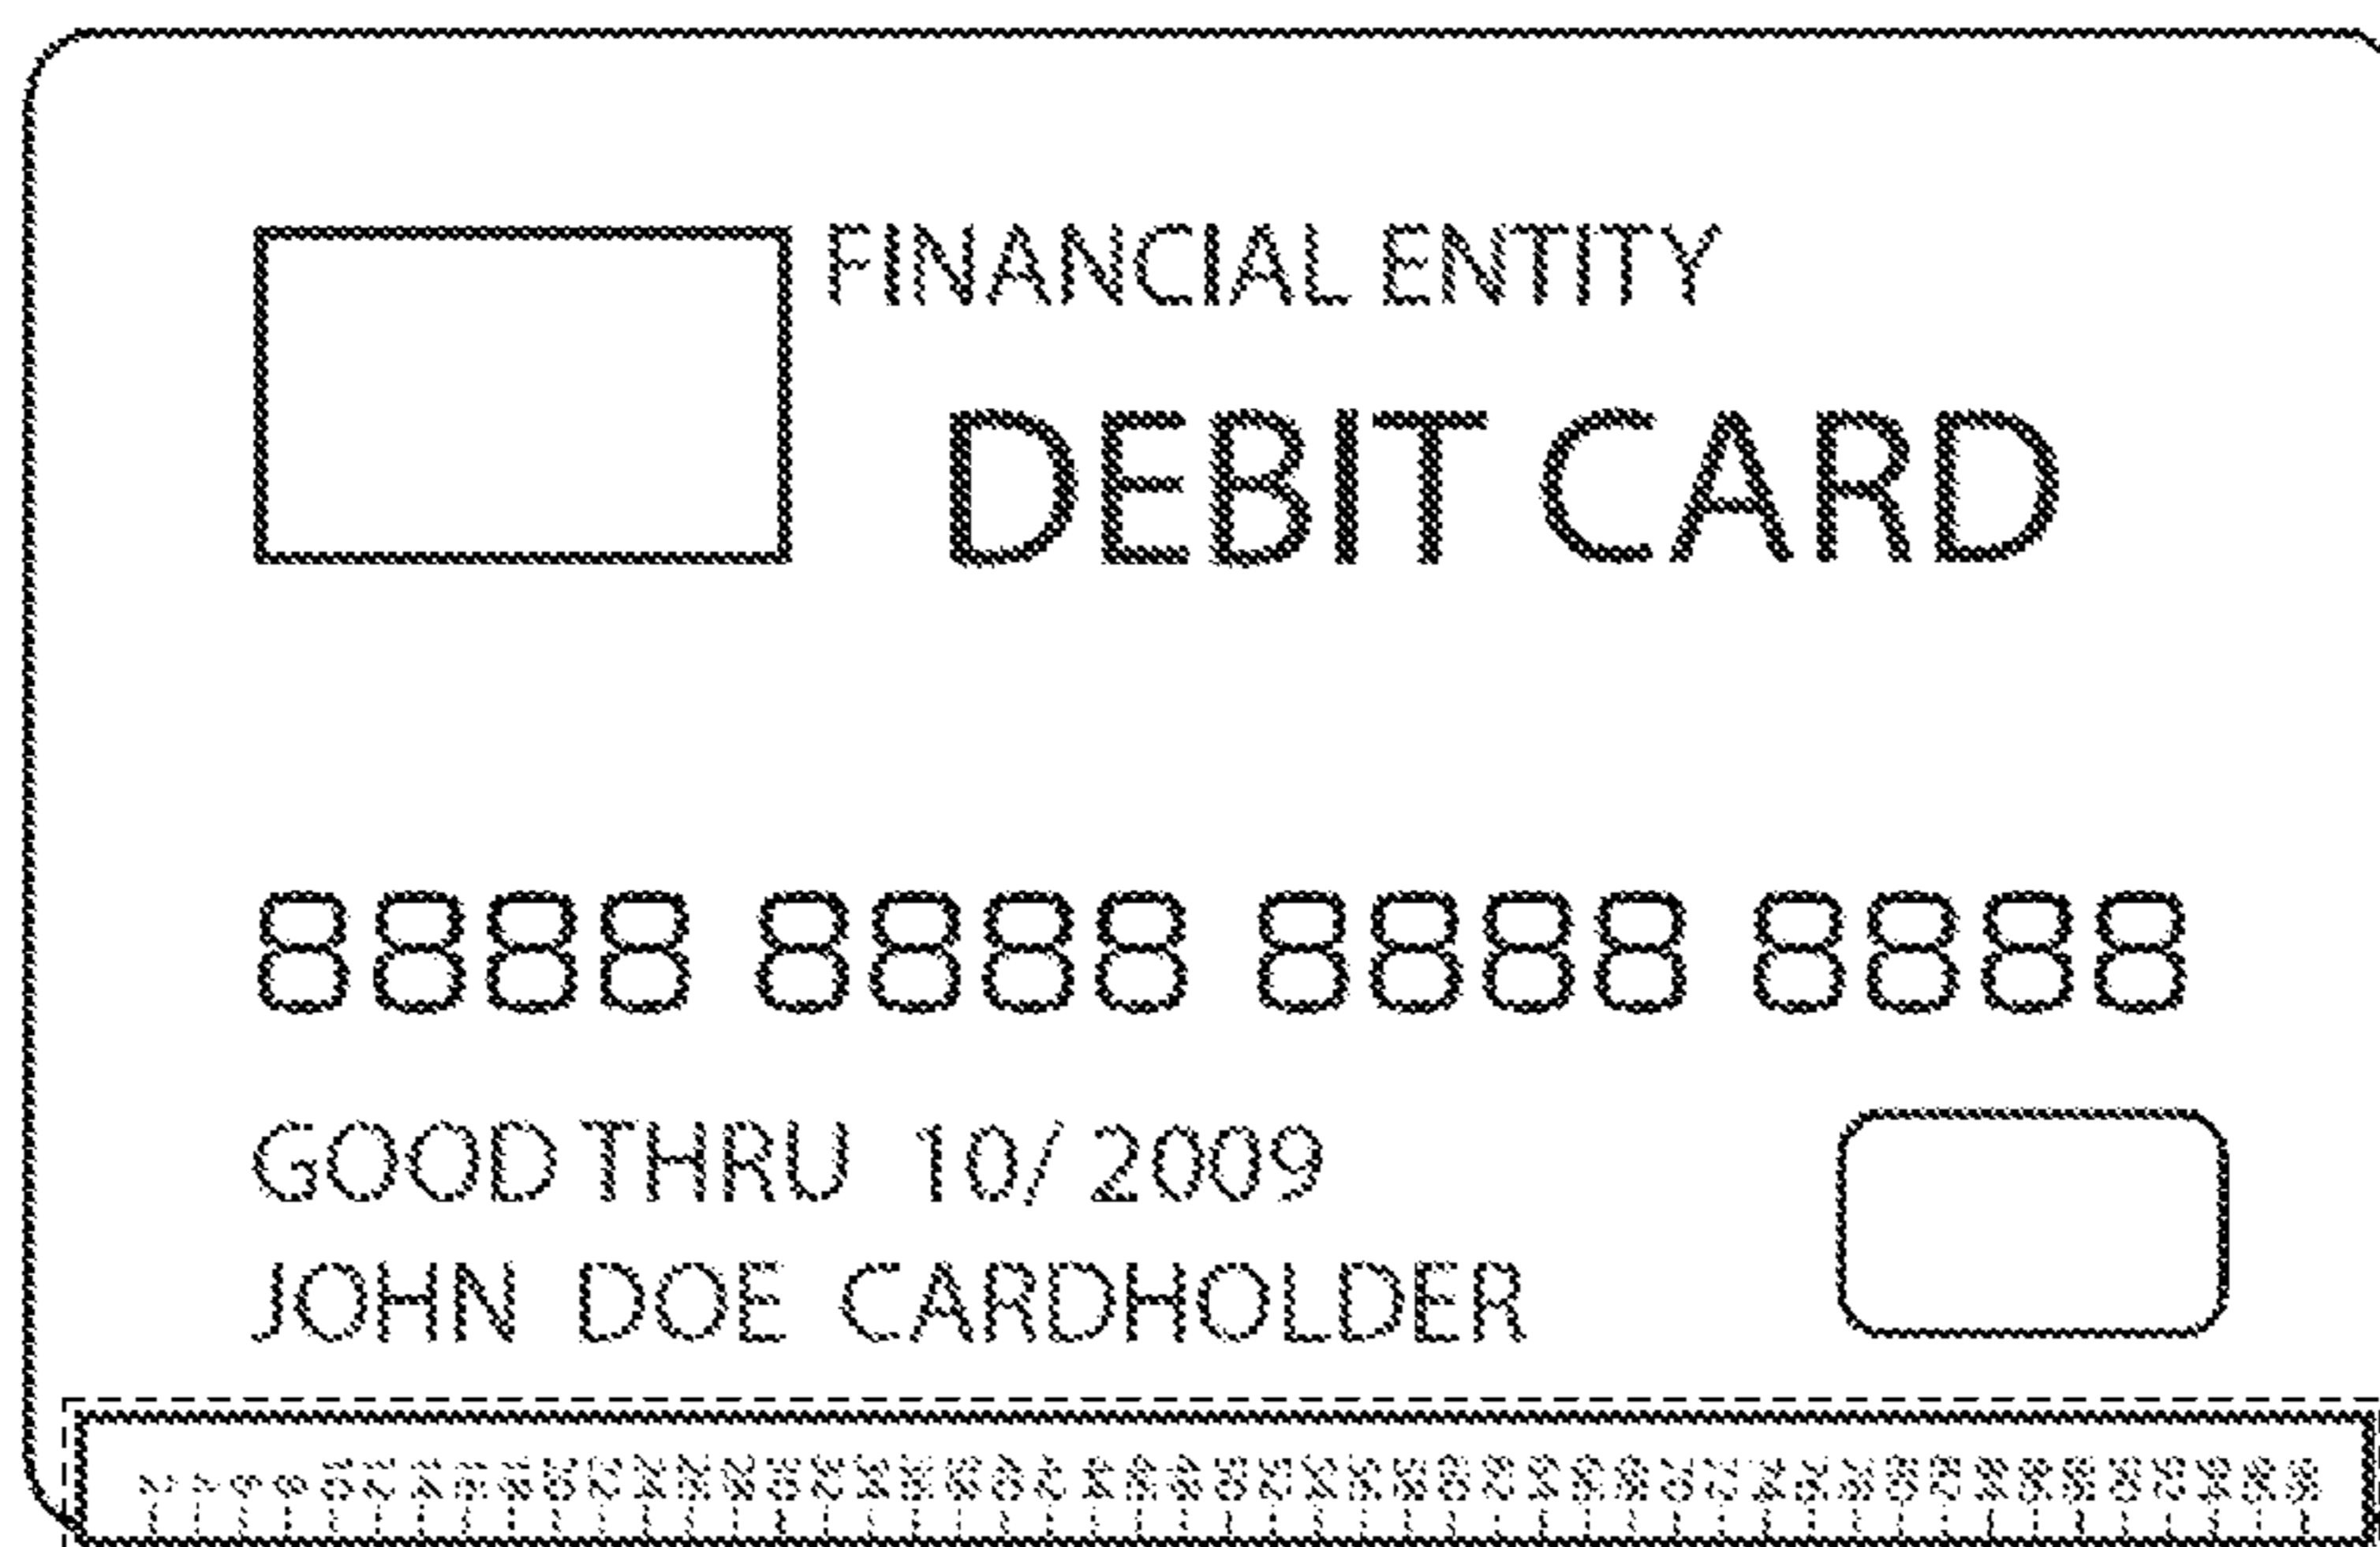 FINANCIAL ENTITY
DEBIT CARD
8888 8888 8888 8888
GOOD THRU 10/2009
JOHN DOE CARDHOLDER